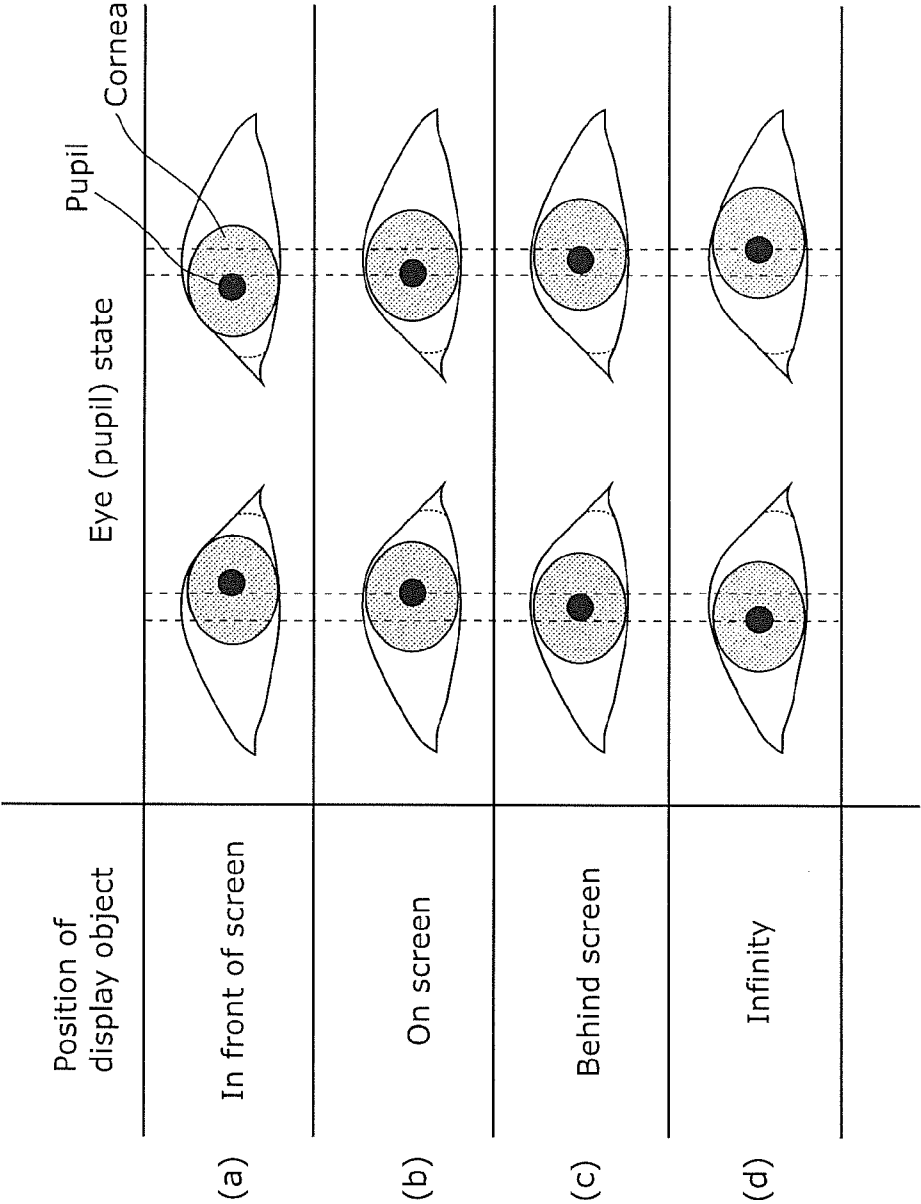 Position of
display object
Eye (pupil) state
Pupil
Cornea
(a)
In front of screen
(b)
On screen
(c)
Behind screen
(d)
Infinity